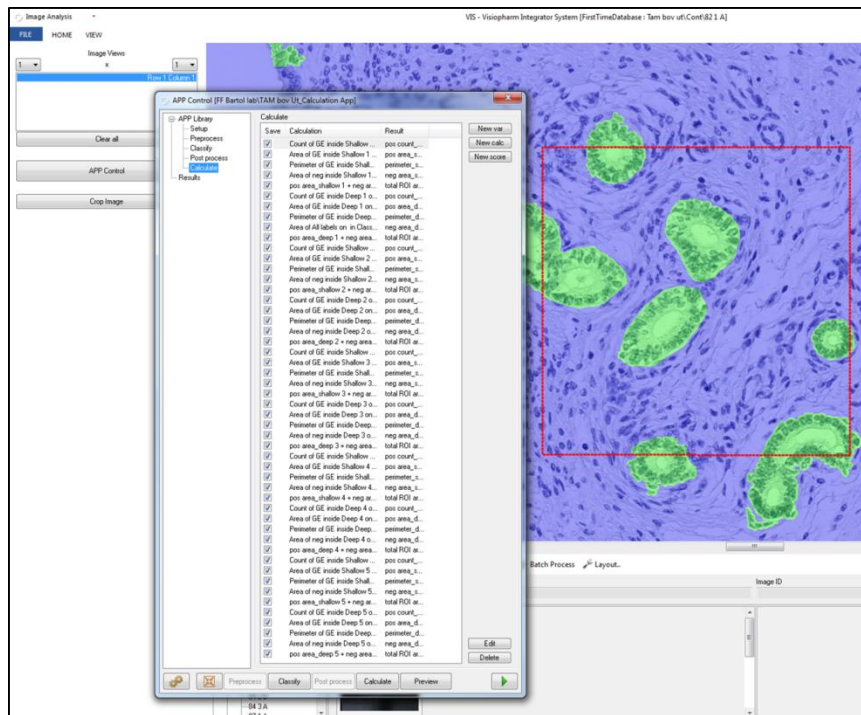 Image Analysis
VIS - Visiopharm Integrator System [FirstTimeDatabase : Tam bov ut\Cont\82 1 A]
FILE HOME VIEW
Image Views
1 x 1
Row 1 Column 1
Clear all
APP Control
Crop Image
APP Control [FF Bartol lab\TAM bov Ut_Calculation App]
APP Library
Setup
Preprocess
Classify
Post process
Calculate
Results
Calculate
Save Calculation Result
Count of GE inside Shallow ... pos count_...
Area of GE inside Shallow 1 ... pos area_s...
Perimeter of GE inside Shall... perimeter_s...
Area of neg inside Shallow 1... neg area_s...
pos area_shallow 1 + neg ar... total ROI ar...
Count of GE inside Deep 1 o... pos count_...
Area of GE inside Deep 1 on... pos area_d...
Perimeter of GE inside Deep... perimeter_d...
Area of All labels on in Class... neg area_d...
pos area_deep 1 + neg area... total ROI ar...
Count of GE inside Shallow ... pos count_...
Area of GE inside Shallow 2 ... pos area_s...
Perimeter of GE inside Shall... perimeter_s...
Area of neg inside Shallow 2... neg area_s...
pos area_shallow 2 + neg ar... total ROI ar...
Count of GE inside Deep 2 o... pos count_...
Area of GE inside Deep 2 on... pos area_d...
Perimeter of GE inside Deep... perimeter_d...
Area of neg inside Deep 2 o... neg area_d...
pos area_deep 2 + neg area... total ROI ar...
Count of GE inside Shallow ... pos count_...
Area of GE inside Shallow 3 ... pos area_s...
Perimeter of GE inside Shall... perimeter_s...
Area of neg inside Shallow 3... neg area_s...
pos area_shallow 3 + neg ar... total ROI ar...
Count of GE inside Deep 3 o... pos count_...
Area of GE inside Deep 3 on... pos area_d...
Perimeter of GE inside Deep... perimeter_d...
Area of neg inside Deep 3 o... neg area_d...
pos area_deep 3 + neg area... total ROI ar...
Count of GE inside Shallow ... pos count_...
Area of GE inside Shallow 4 ... pos area_s...
Perimeter of GE inside Shall... perimeter_s...
Area of neg inside Shallow 4... neg area_s...
pos area_shallow 4 + neg ar... total ROI ar...
Count of GE inside Deep 4 o... pos count_...
Area of GE inside Deep 4 on... pos area_d...
Perimeter of GE inside Deep... perimeter_d...
Area of neg inside Deep 4 o... neg area_d...
pos area_deep 4 + neg area... total ROI ar...
Count of GE inside Shallow ... pos count_...
Area of GE inside Shallow 5 ... pos area_s...
Perimeter of GE inside Shall... perimeter_s...
Area of neg inside Shallow 5... neg area_s...
pos area_shallow 5 + neg ar... total ROI ar...
Count of GE inside Deep 5 o... pos count_...
Area of GE inside Deep 5 on... pos area_d...
Perimeter of GE inside Deep... perimeter_d...
Area of neg inside Deep 5 o... neg area_d...
pos area_deep 5 + neg area... total ROI ar...
New var
New calc
New score
Edit
Delete
Preprocess Classify Post process Calculate Preview
Batch Process Layout..
Image ID
84 3 A